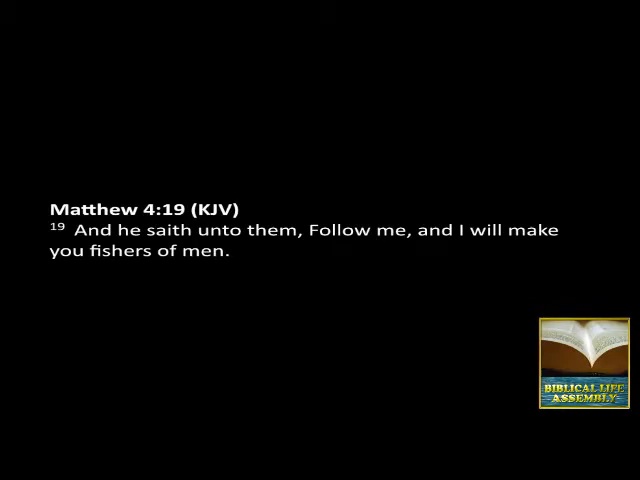 Matthew 4:19 (KJV)
19 And he saith unto them, Follow me, and I will make
you fishers of men.
BIBLICAL LIFE
ASSEMBLY